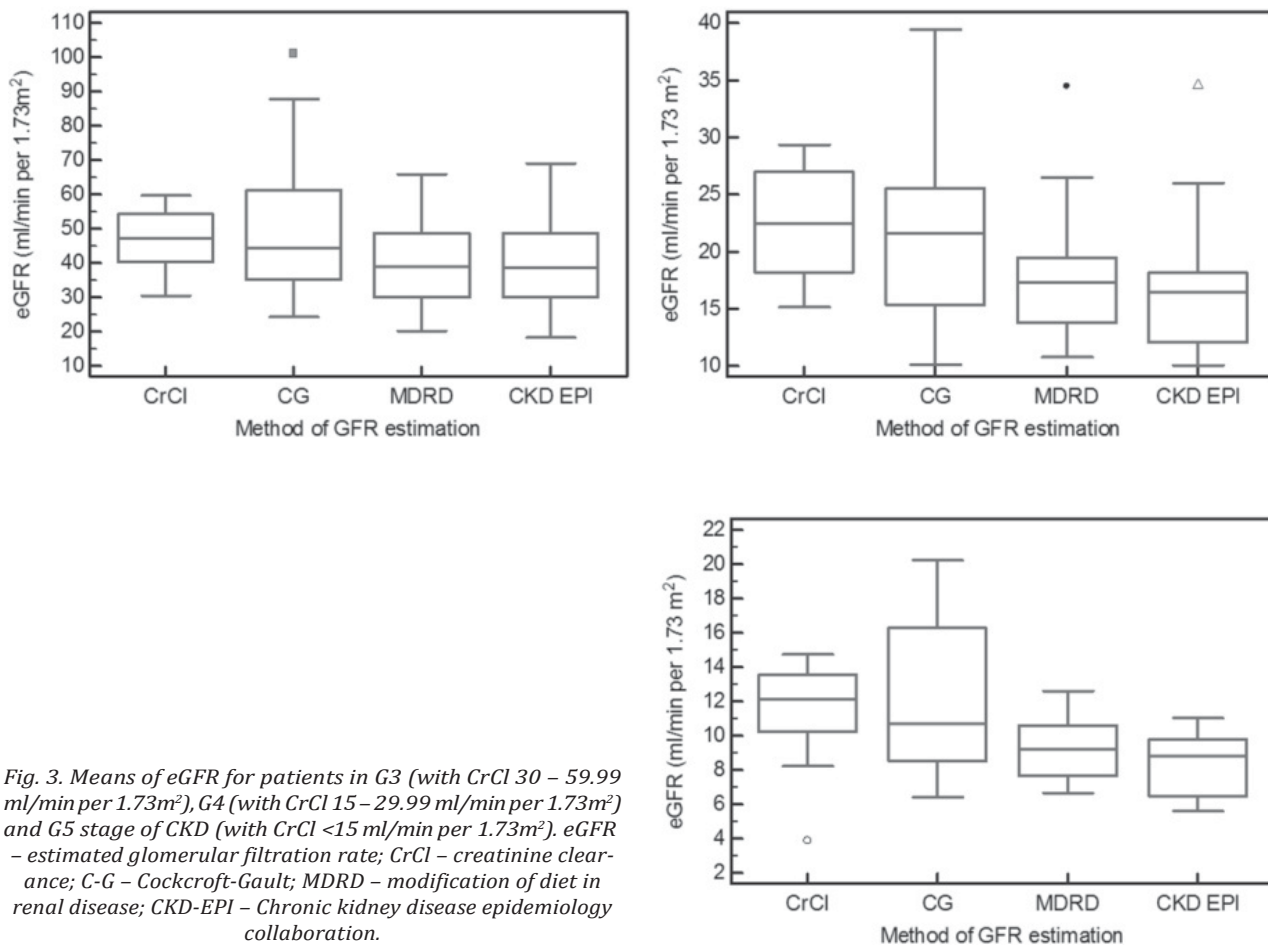 110
100
90
80
70
60
50
40
30
20
10
eGFR (ml/min per 1.73m²)
CrCl
CG
MDRD
CKD EPI
Method of GFR estimation
40
35
30
25
20
15
10
eGFR (ml/min per 1.73 m²)
CrCl
CG
MDRD
CKD EPI
Method of GFR estimation
22
20
18
16
14
12
10
8
6
4
2
eGFR (ml/min per 1.73 m²)
CrCl
CG
MDRD
CKD EPI
Method of GFR estimation
Fig. 3. Means of eGFR for patients in G3 (with CrCl 30 – 59.99
ml/min per 1.73m²), G4 (with CrCl 15 – 29.99 ml/min per 1.73m²)
and G5 stage of CKD (with CrCl <15 ml/min per 1.73m²). eGFR
– estimated glomerular filtration rate; CrCl – creatinine clear-
ance; C-G – Cockcroft-Gault; MDRD – modification of diet in
renal disease; CKD-EPI – Chronic kidney disease epidemiology
collaboration.